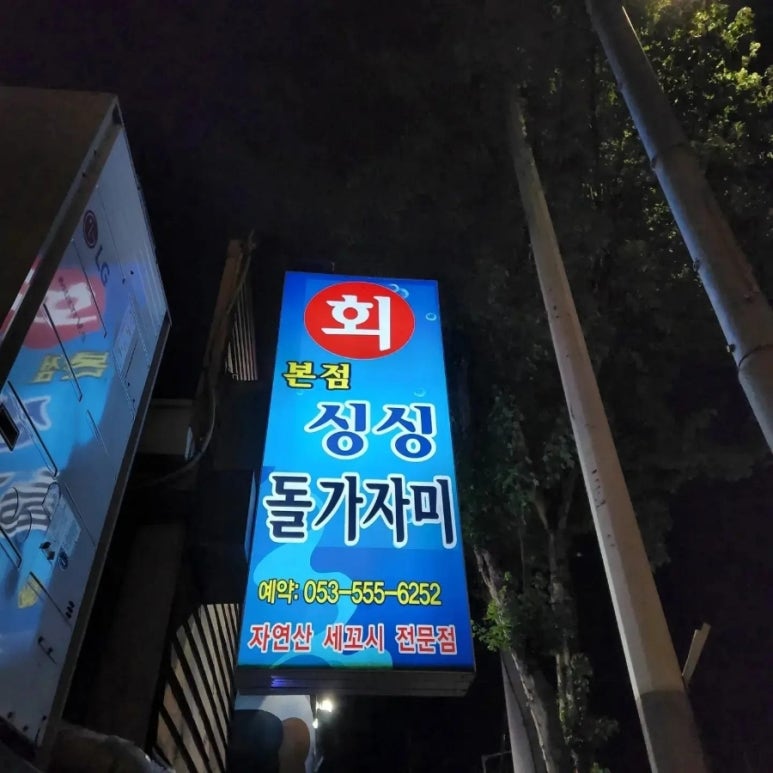 회
본점
싱싱
돌가자미
예약: 053-555-6252
자연산 세꼬시 전문점
LG